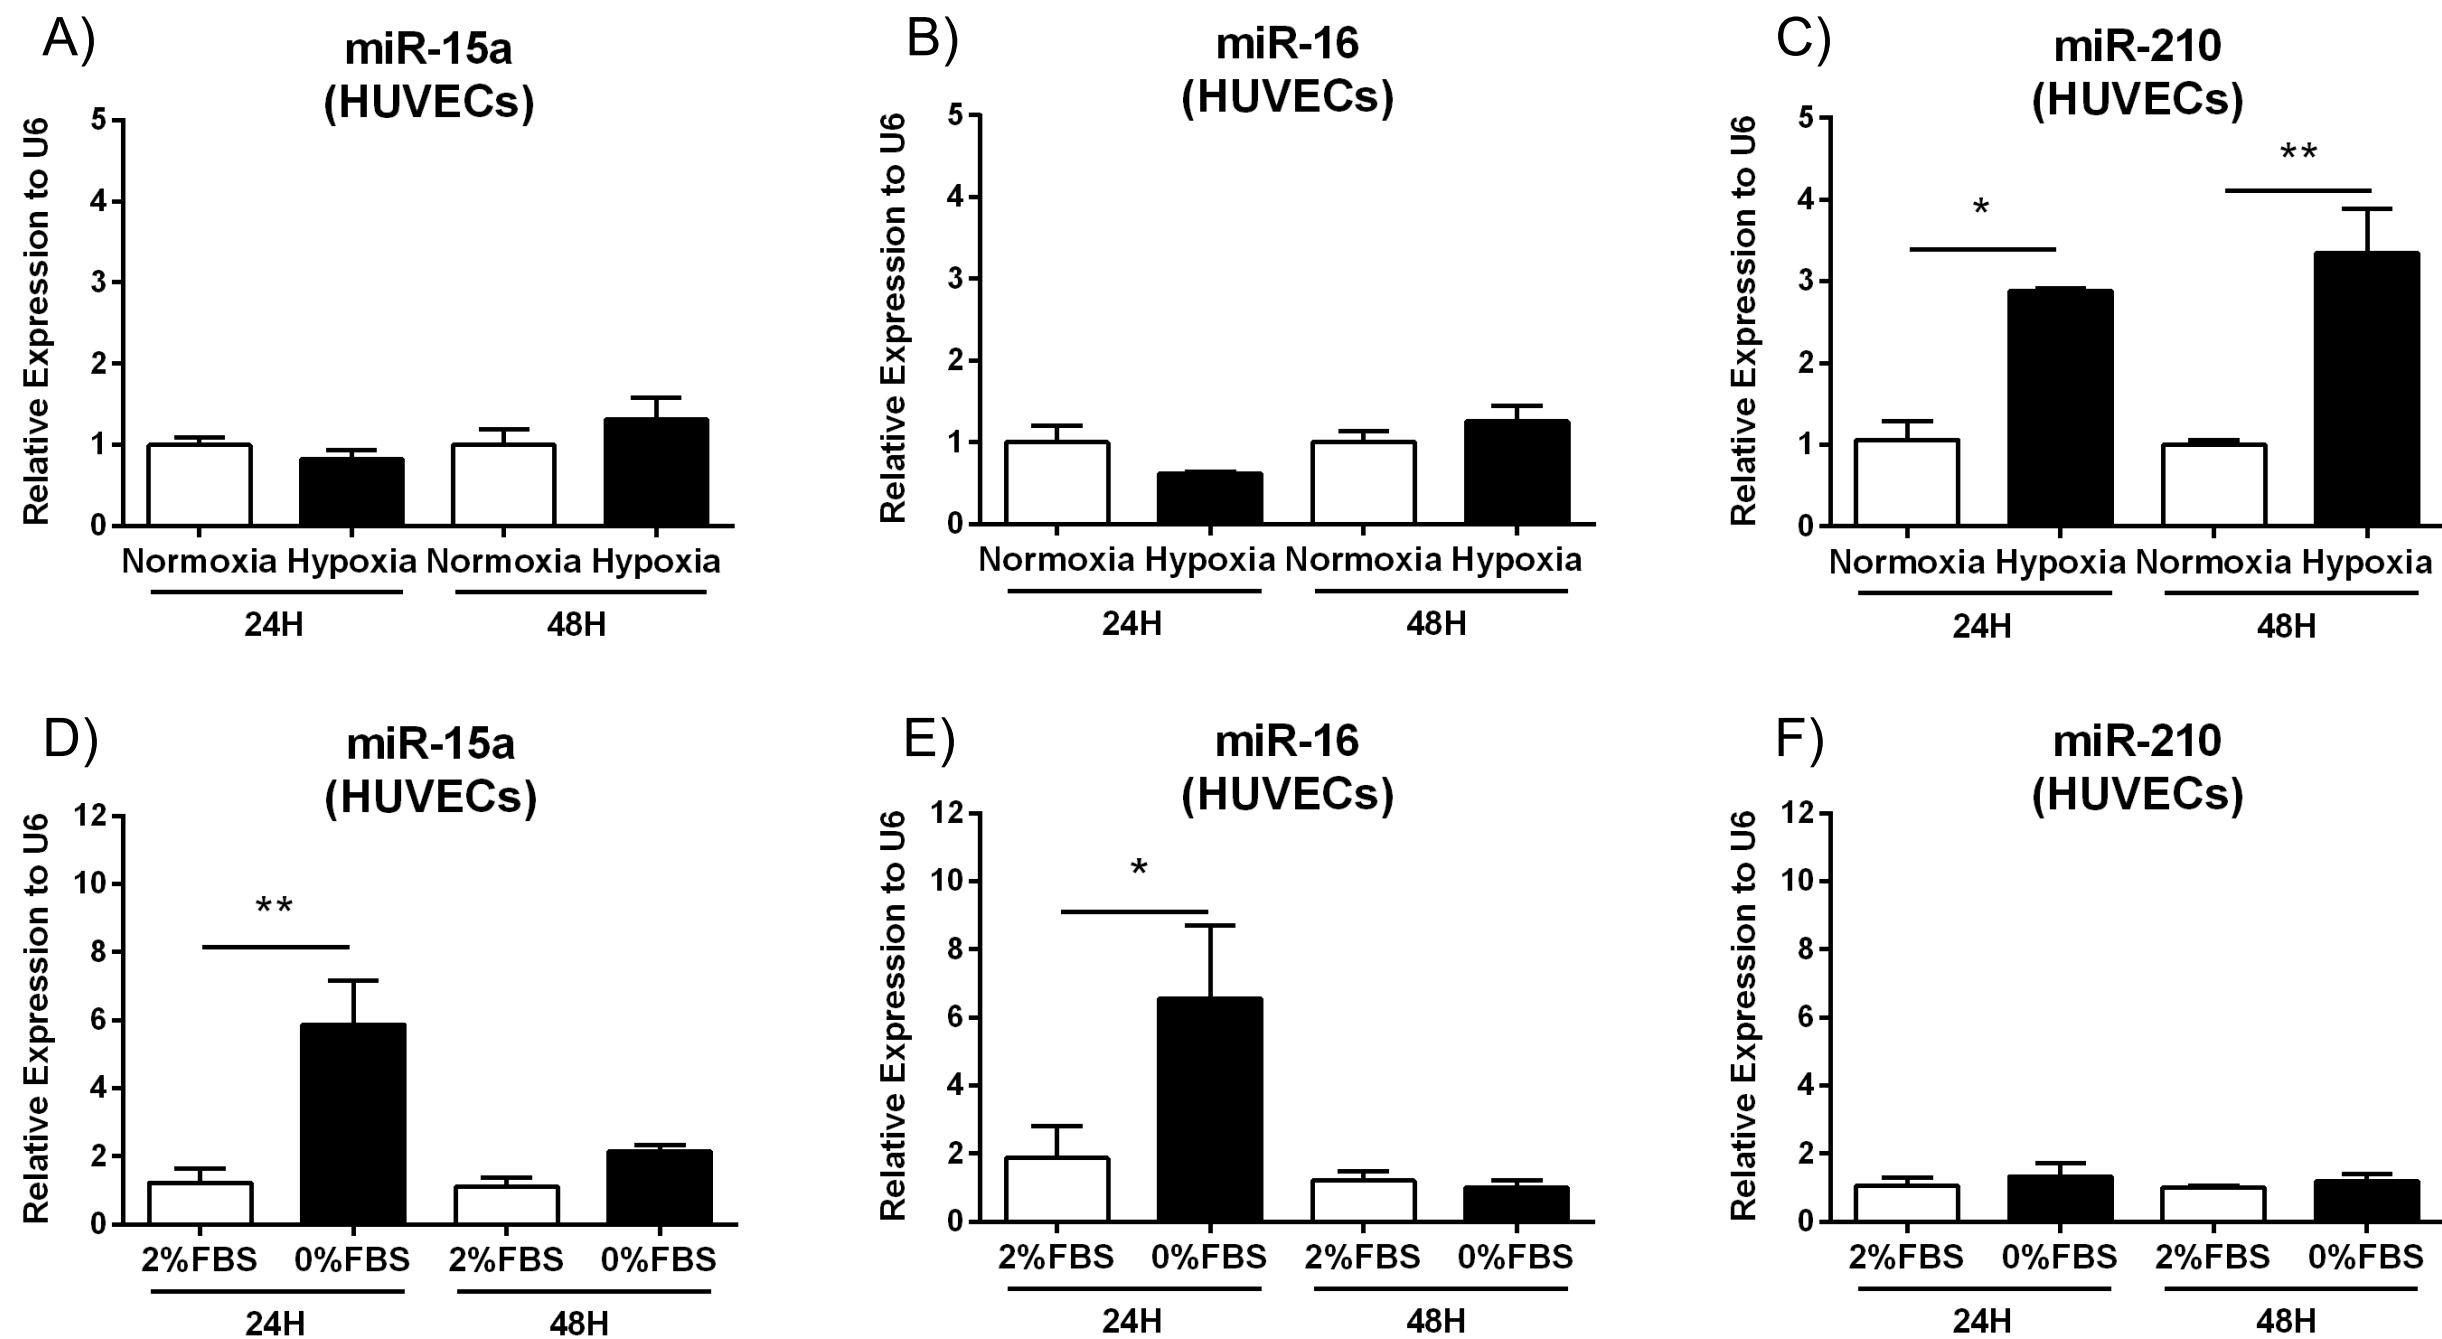 A)
miR-15a
(HUVECs)
Relative Expression to U6
5
4
3
2
1
0
Normoxia Hypoxia Normoxia Hypoxia
24H 48H
B)
miR-16
(HUVECs)
Relative Expression to U6
5
4
3
2
1
0
Normoxia Hypoxia Normoxia Hypoxia
24H 48H
C)
miR-210
(HUVECs)
Relative Expression to U6
5
4
3
2
1
0
*
**
Normoxia Hypoxia Normoxia Hypoxia
24H 48H
D)
miR-15a
(HUVECs)
Relative Expression to U6
12
10
8
6
4
2
0
**
2%FBS 0%FBS 2%FBS 0%FBS
24H 48H
E)
miR-16
(HUVECs)
Relative Expression to U6
12
10
8
6
4
2
0
*
2%FBS 0%FBS 2%FBS 0%FBS
24H 48H
F)
miR-210
(HUVECs)
Relative Expression to U6
12
10
8
6
4
2
0
2%FBS 0%FBS 2%FBS 0%FBS
24H 48H